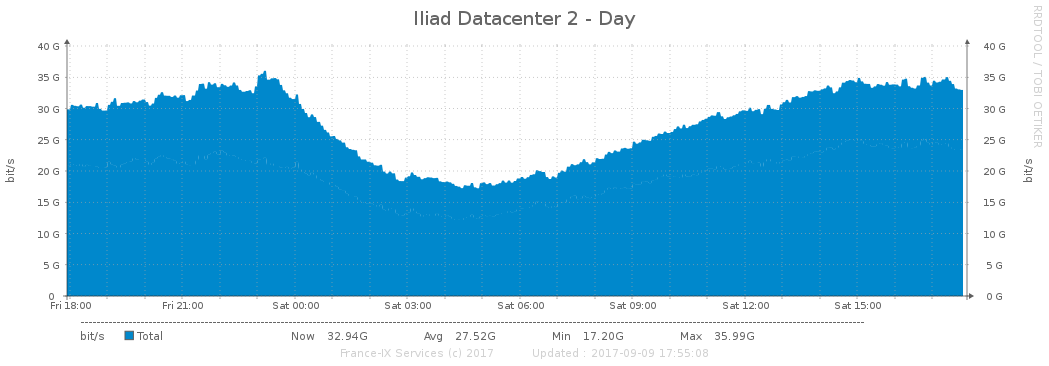 Iliad Datacenter 2 - Day
RRDTOOL / TOBI OETIKER
bit/s
bit/s
40 G 40 G
35 G 35 G
30 G 30 G
25 G 25 G
20 G 20 G
15 G 15 G
10 G 10 G
5 G 5 G
0 0 G
Fri 18:00 Fri 21:00 Sat 00:00 Sat 03:00 Sat 06:00 Sat 09:00 Sat 12:00 Sat 15:00
bit/s Total Now 32.94G Avg 27.52G Min 17.20G Max 35.99G
France-IX Services (c) 2017 Updated : 2017-09-09 17:55:08